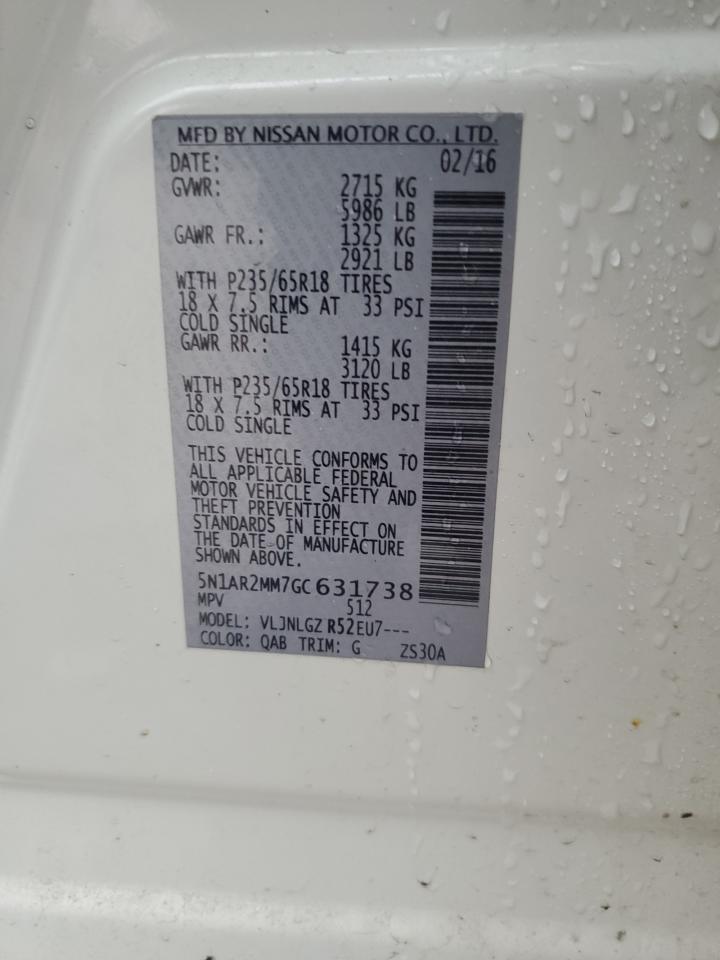 MFD BY NISSAN MOTOR CO., LTD.
DATE: 02/16
GVWR: 2715 KG
5986 LB
GAWR FR.: 1325 KG
2921 LB
WITH P235/65R18 TIRES
18 X 7.5 RIMS AT 33 PSI
COLD SINGLE
GAWR RR.: 1415 KG
3120 LB
WITH P235/65R18 TIRES
18 X 7.5 RIMS AT 33 PSI
COLD SINGLE
THIS VEHICLE CONFORMS TO
ALL APPLICABLE FEDERAL
MOTOR VEHICLE SAFETY AND
THEFT PREVENTION
STANDARDS IN EFFECT ON
THE DATE OF MANUFACTURE
SHOWN ABOVE.
5N1AR2MM7GC631738
MPV 512
MODEL: VLJNLGZ R52EU7---
COLOR: QAB TRIM: G ZS30A